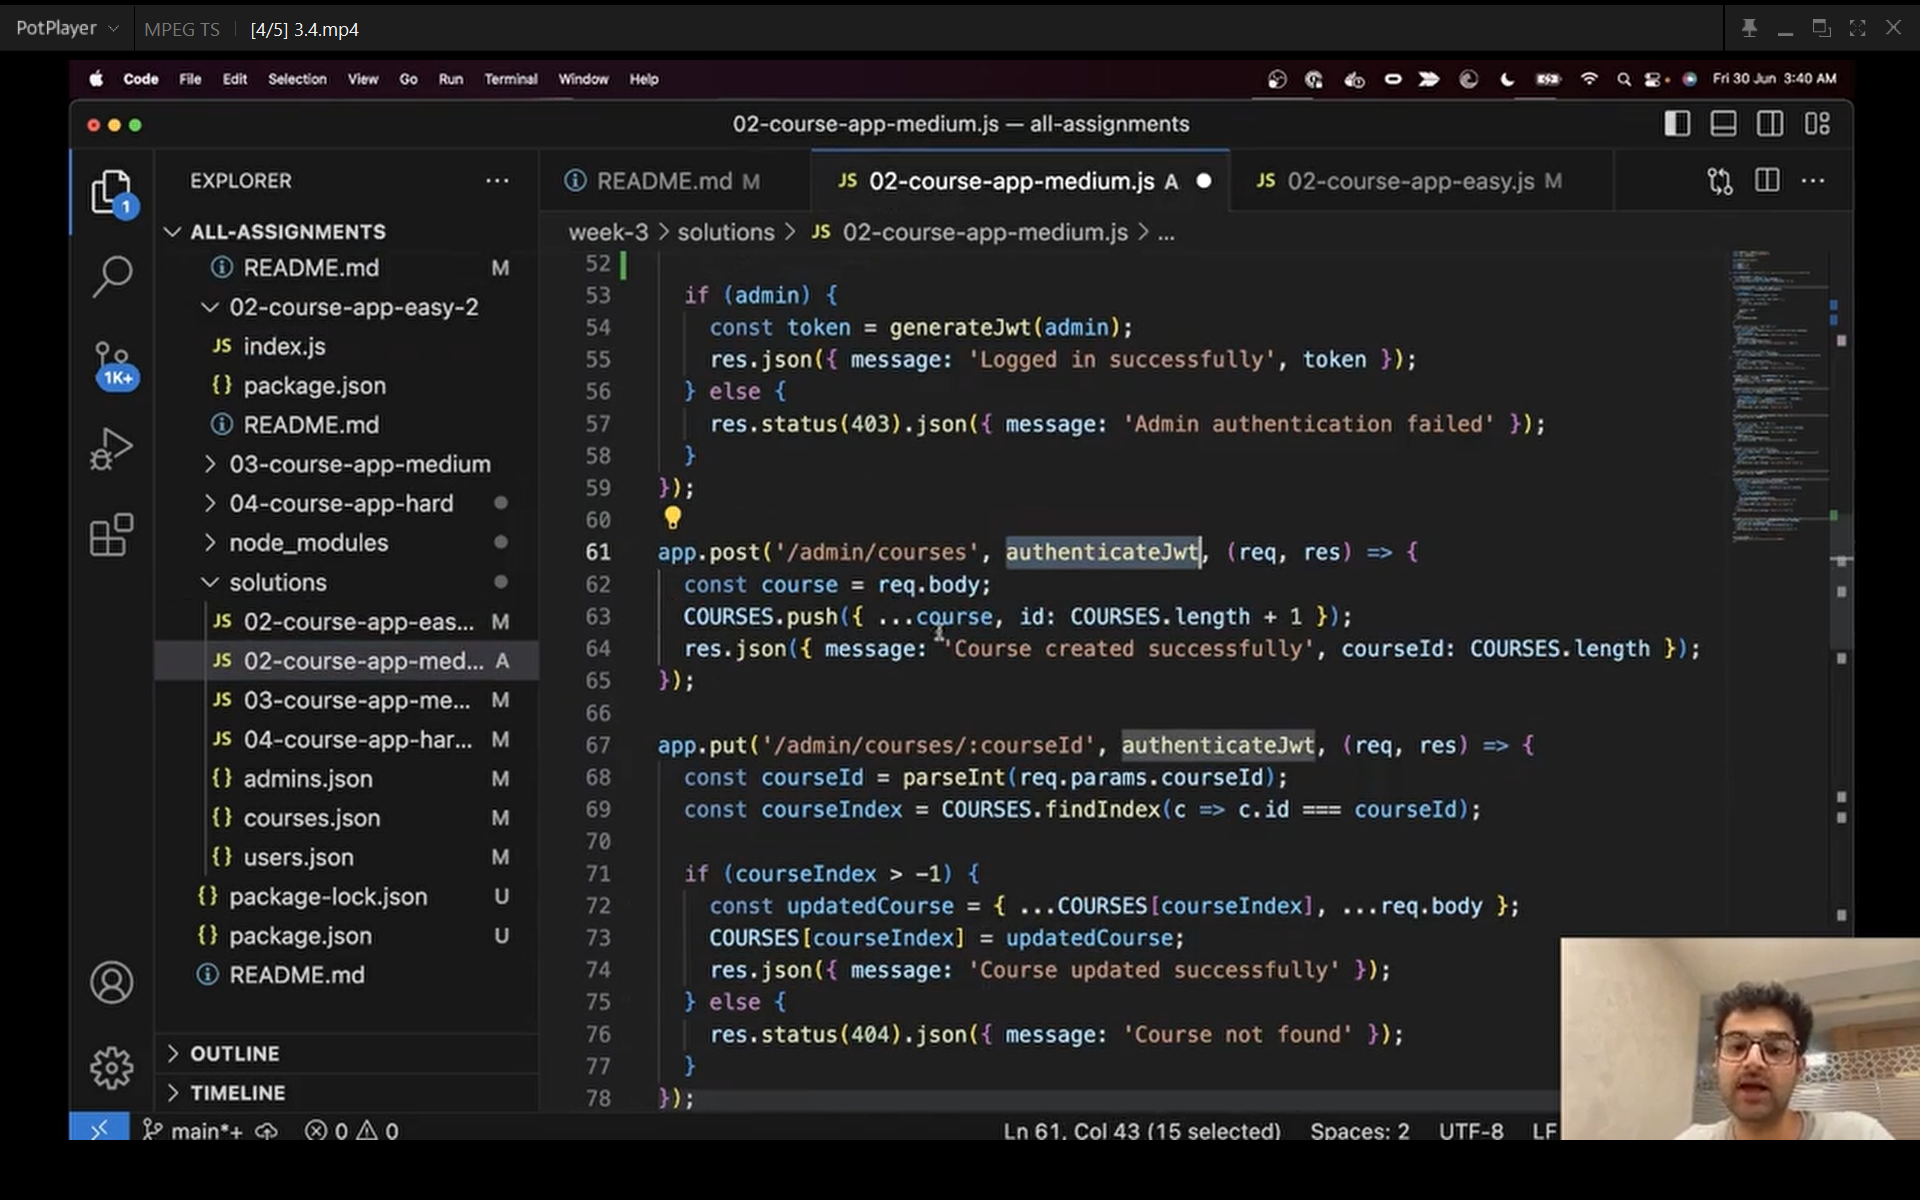 PotPlayer MPEG TS [4/5] 3.4.mp4
Code File Edit Selection View Go Run Terminal Window Help Fri 30 Jun 3:40 AM
02-course-app-medium.js — all-assignments
EXPLORER
ALL-ASSIGNMENTS
README.md M
02-course-app-easy-2
JS index.js
{} package.json
README.md
03-course-app-medium
04-course-app-hard
node_modules
solutions
JS 02-course-app-eas... M
JS 02-course-app-med... A
JS 03-course-app-me... M
JS 04-course-app-har... M
{} admins.json M
{} courses.json M
{} users.json M
{} package-lock.json U
{} package.json U
README.md
OUTLINE
TIMELINE
1
1K+
README.md M JS 02-course-app-medium.js A JS 02-course-app-easy.js M
week-3 > solutions > JS 02-course-app-medium.js > ...
52
53 if (admin) {
54 const token = generateJwt(admin);
55 res.json({ message: 'Logged in successfully', token });
56 } else {
57 res.status(403).json({ message: 'Admin authentication failed' });
58 }
59 });
60
61 app.post('/admin/courses', authenticateJwt, (req, res) => {
62 const course = req.body;
63 COURSES.push({ ...course, id: COURSES.length + 1 });
64 res.json({ message: 'Course created successfully', courseId: COURSES.length });
65 });
66
67 app.put('/admin/courses/:courseId', authenticateJwt, (req, res) => {
68 const courseId = parseInt(req.params.courseId);
69 const courseIndex = COURSES.findIndex(c => c.id === courseId);
70
71 if (courseIndex > -1) {
72 const updatedCourse = { ...COURSES[courseIndex], ...req.body };
73 COURSES[courseIndex] = updatedCourse;
74 res.json({ message: 'Course updated successfully' });
75 } else {
76 res.status(404).json({ message: 'Course not found' });
77 }
78 });
main*+ 0 0 Ln 61, Col 43 (15 selected) Spaces: 2 UTF-8 LF